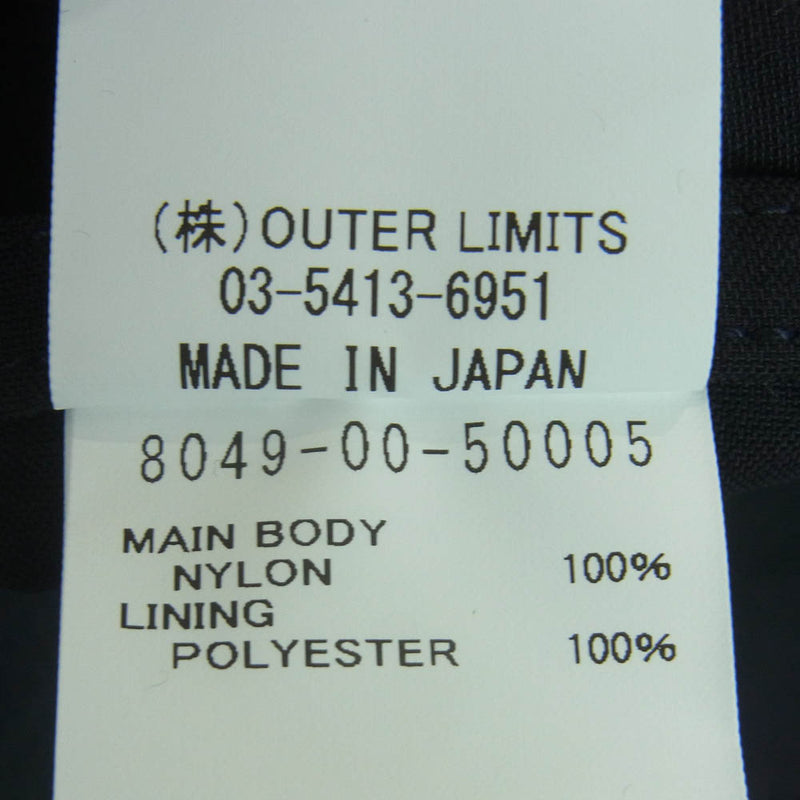 (株)OUTER LIMITS
03-5413-6951
MADE IN JAPAN
8049-00-50005
MAIN BODY
NYLON 100%
LINING
POLYESTER 100%